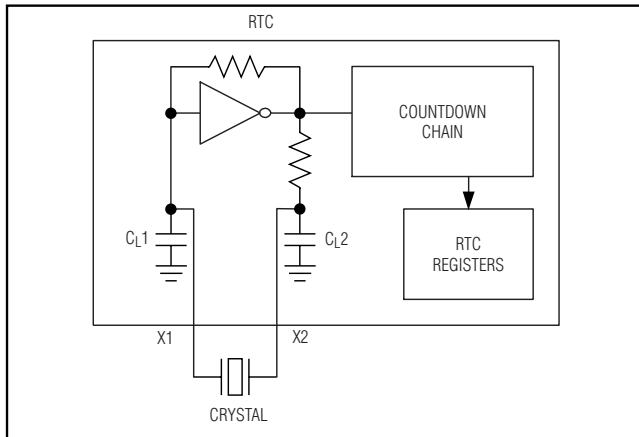 RTC
COUNTDOWN
CHAIN
CL1
CL2
RTC
REGISTERS
X1
X2
CRYSTAL